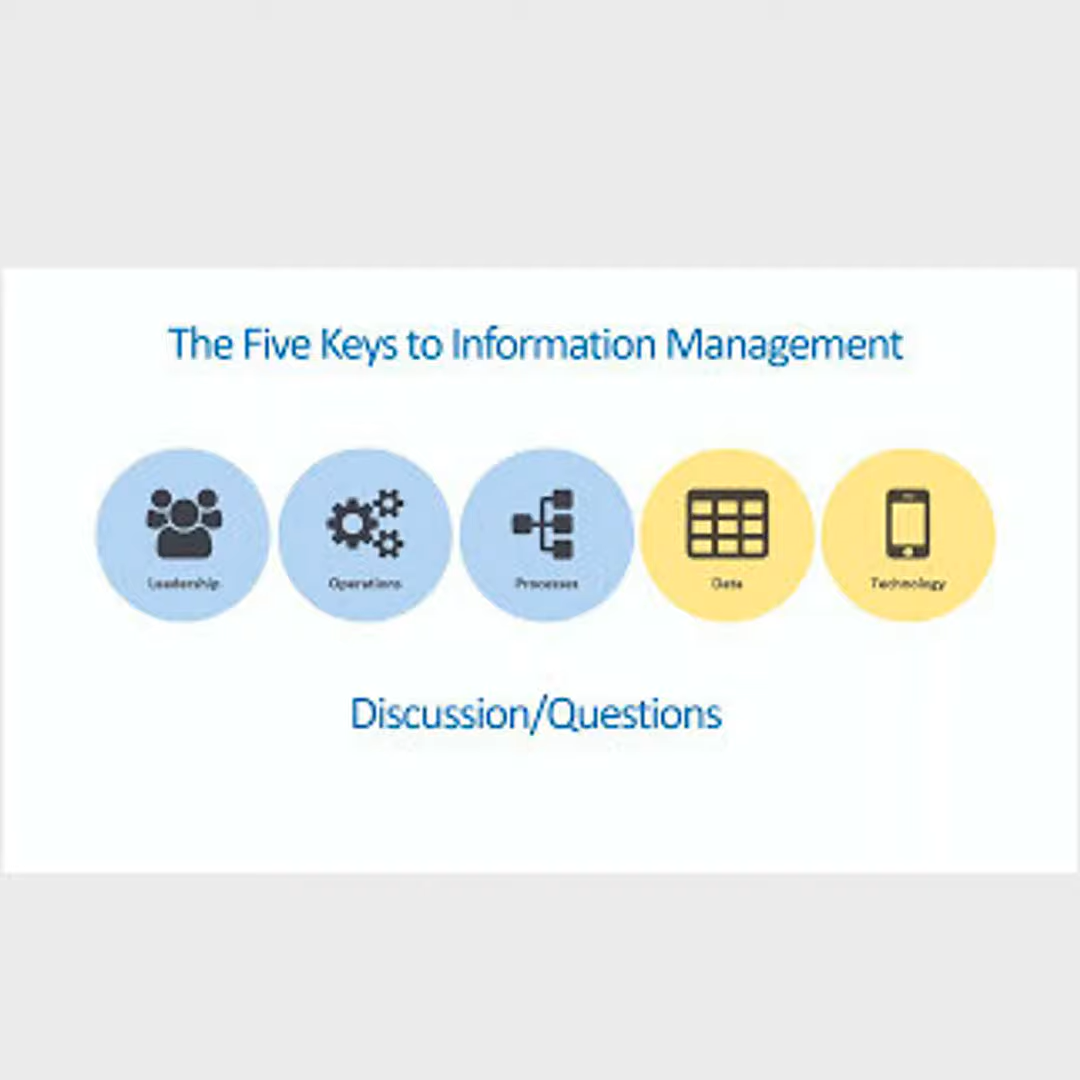 The Five Keys to Information Management
Leadership Operations Processes Data Technology
Discussion/Questions